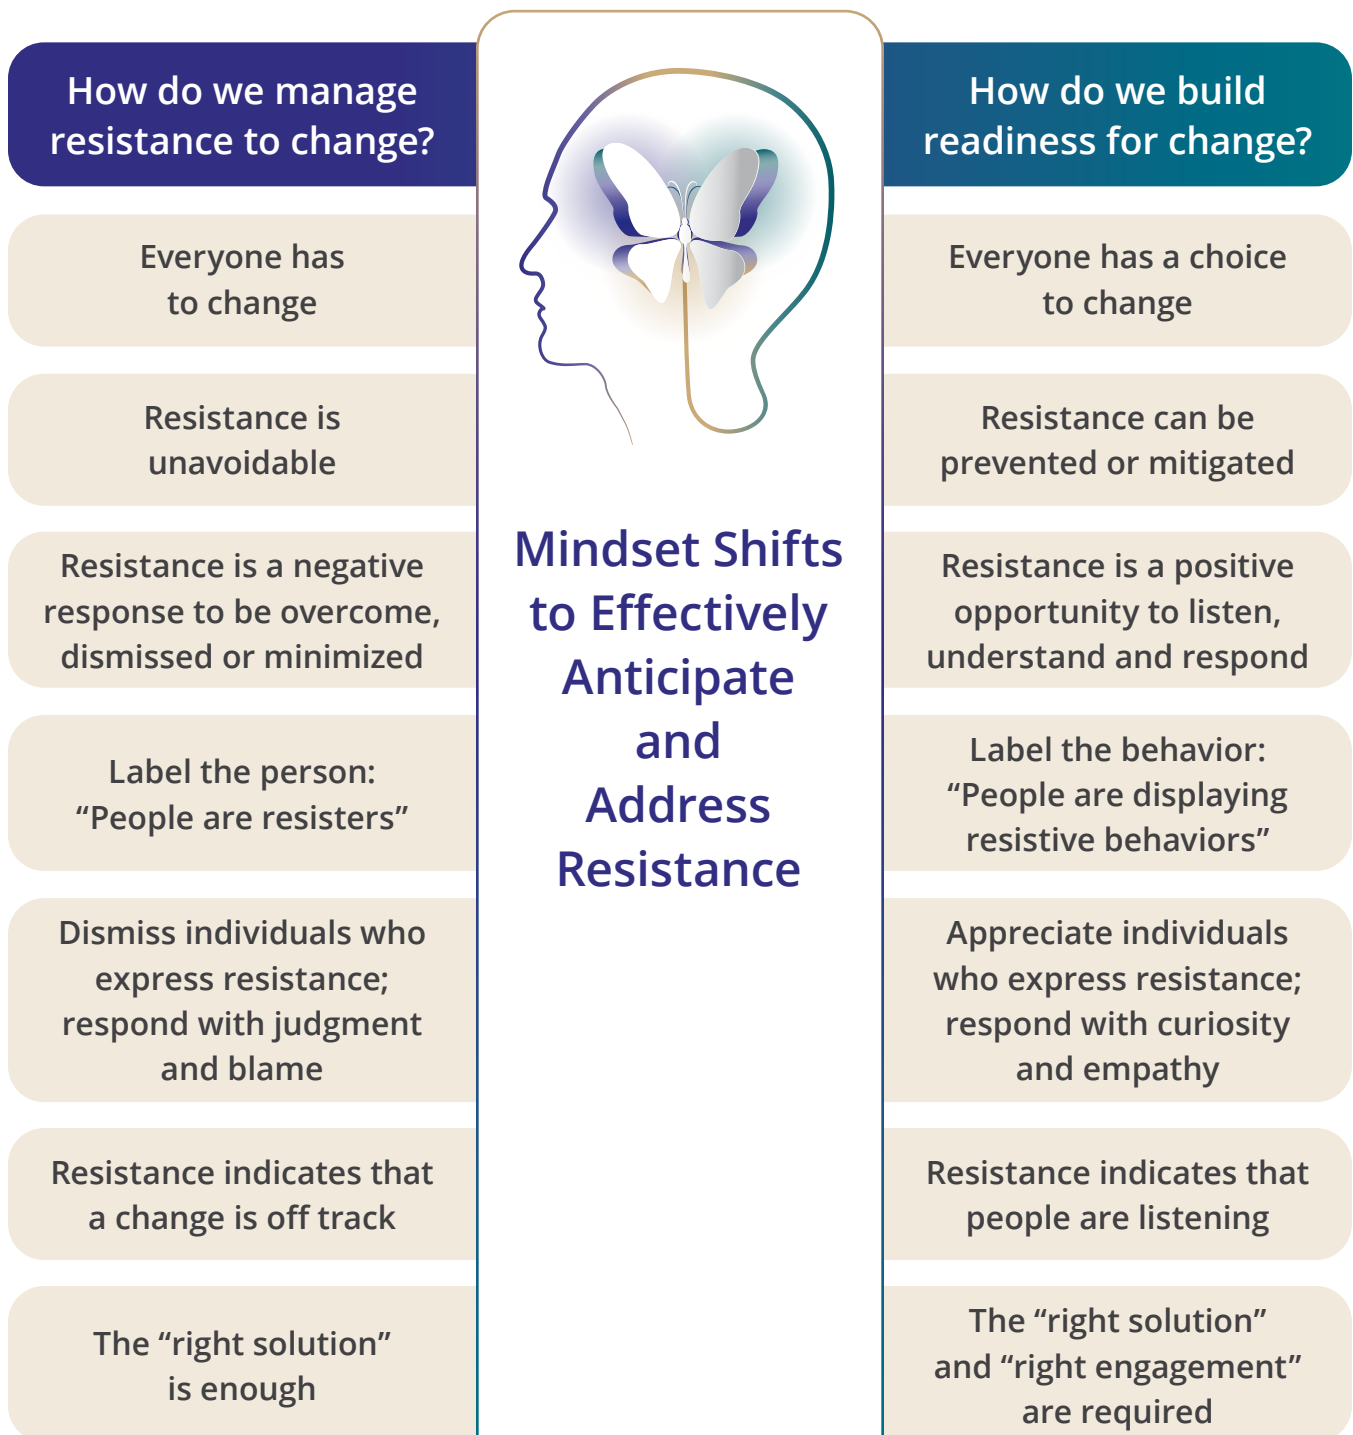 How do we manage
resistance to change?
Everyone has
to change
Resistance is
unavoidable
Resistance is a negative
response to be overcome,
dismissed or minimized
Label the person:
“People are resisters”
Dismiss individuals who
express resistance;
respond with judgment
and blame
Resistance indicates that
a change is off track
The “right solution”
is enough
Mindset Shifts
to Effectively
Anticipate
and
Address
Resistance
How do we build
readiness for change?
Everyone has a choice
to change
Resistance can be
prevented or mitigated
Resistance is a positive
opportunity to listen,
understand and respond
Label the behavior:
“People are displaying
resistive behaviors”
Appreciate individuals
who express resistance;
respond with curiosity
and empathy
Resistance indicates that
people are listening
The “right solution”
and “right engagement”
are required